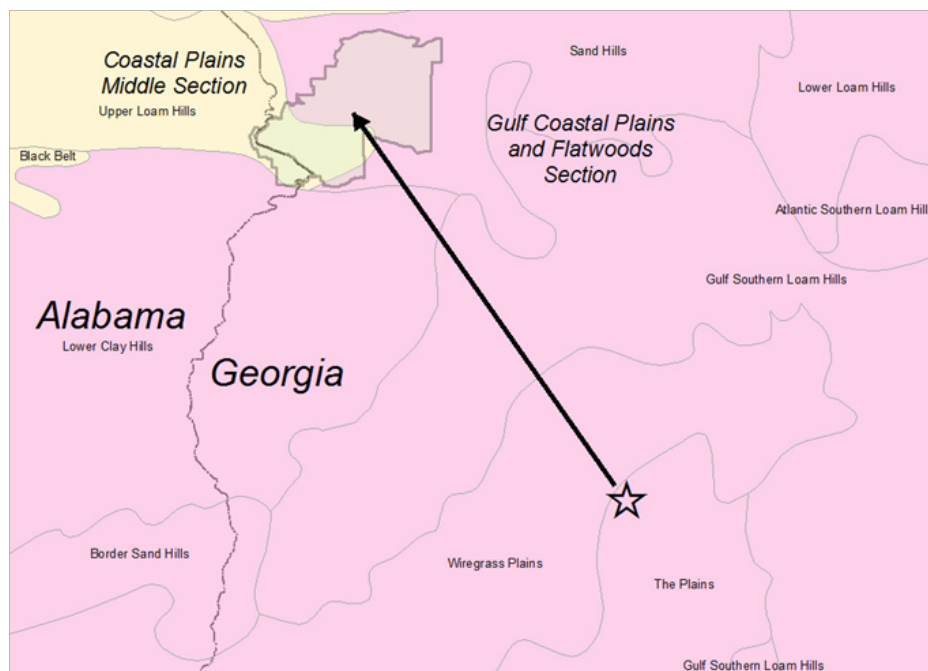 Coastal Plains
Middle Section
Upper Loam Hills
Sand Hills
Lower Loam Hills
Gulf Coastal Plains
and Flatwoods
Section
Black Belt
Atlantic Southern Loam Hill
Gulf Southern Loam Hills
Alabama
Lower Clay Hills
Georgia
Border Sand Hills
Wiregrass Plains
The Plains
Gulf Southern Loam Hills